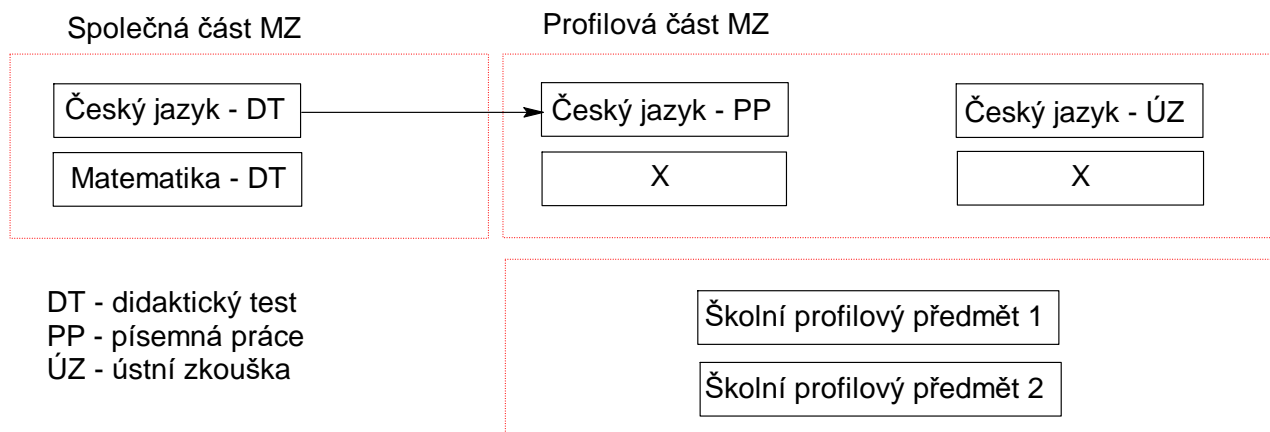 Společná část MZ
Profilová část MZ
Český jazyk - DT
Český jazyk - PP
Český jazyk - ÚZ
Matematika - DT
X
X
DT - didaktický test
PP - písemná práce
ÚZ - ústní zkouška
Školní profilový předmět 1
Školní profilový předmět 2